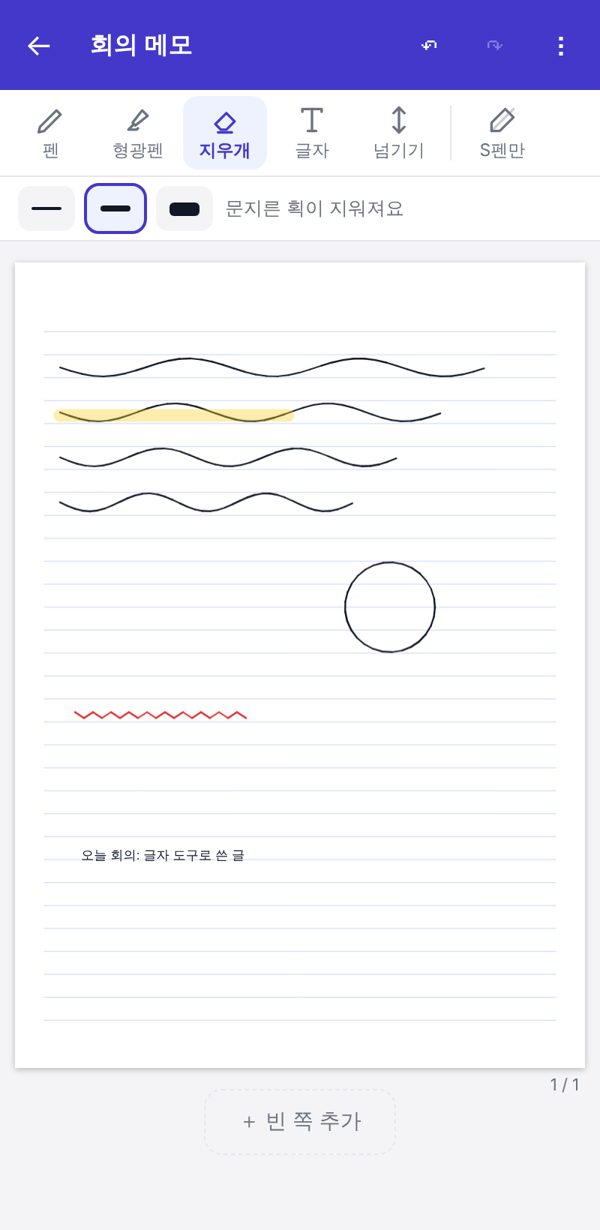 회의 메모
펜 형광펜 지우개 글자 넘기기 S펜만
문지른 획이 지워져요
오늘 회의: 글자 도구로 쓴 글
1 / 1
+ 빈 쪽 추가